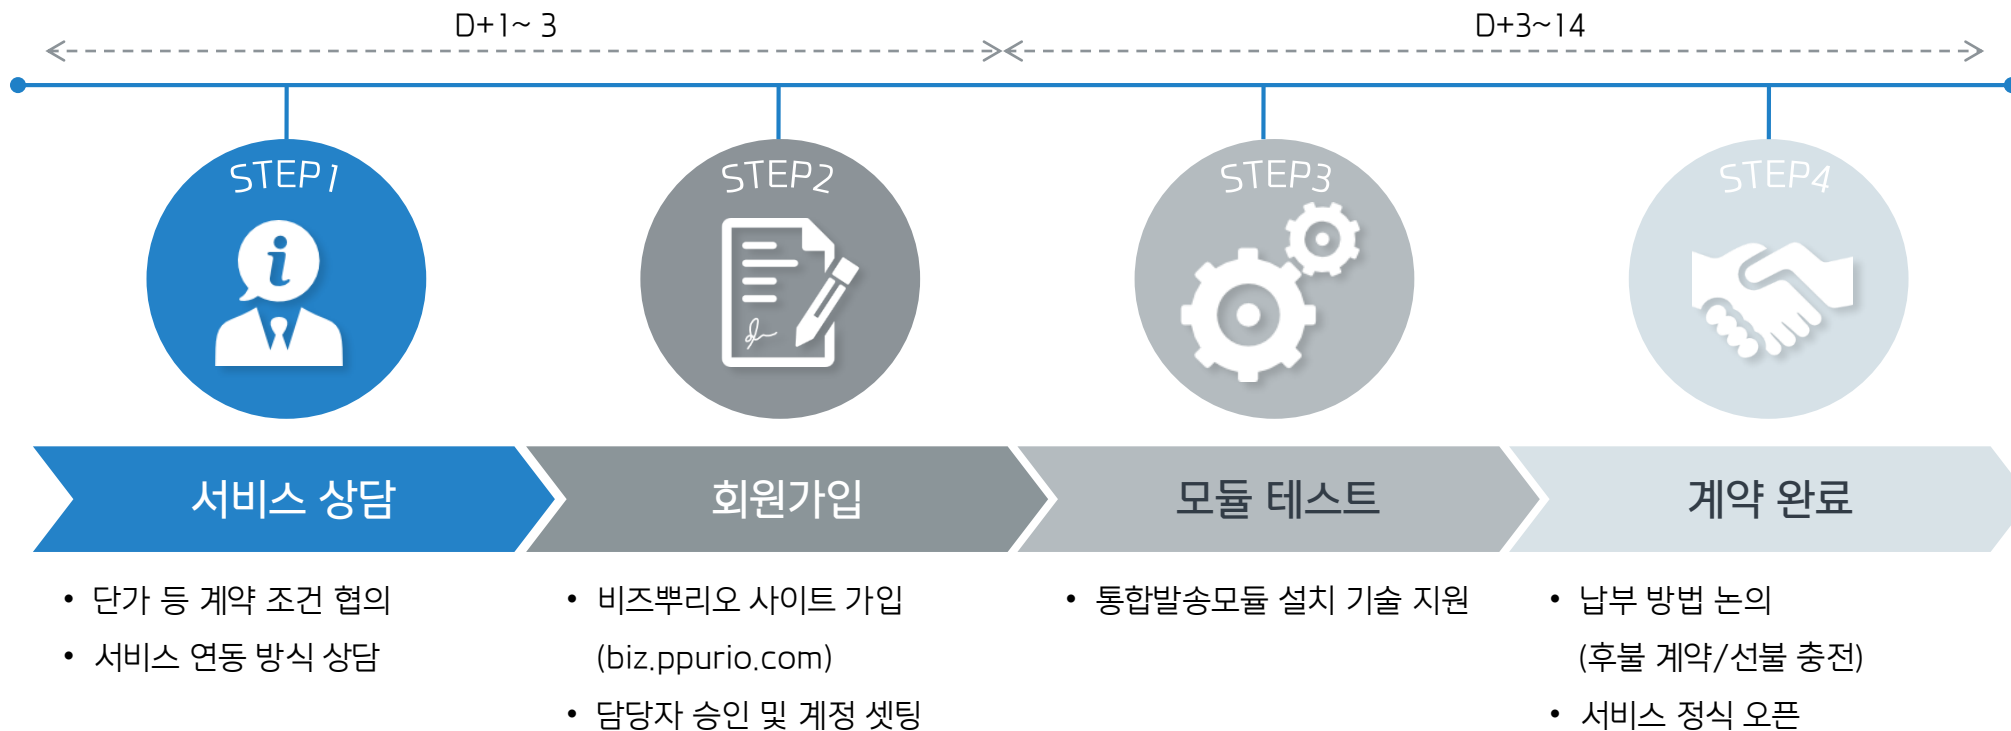 D+1~ 3
D+3~14
STEP1
STEP2
STEP3
STEP4
i
서비스 상담
회원가입
모듈 테스트
계약 완료
• 단가 등 계약 조건 협의
• 서비스 연동 방식 상담
• 비즈뿌리오 사이트 가입
(biz.ppurio.com)
• 담당자 승인 및 계정 셋팅
• 통합발송모듈 설치 기술 지원
• 납부 방법 논의
(후불 계약/선불 충전)
• 서비스 정식 오픈